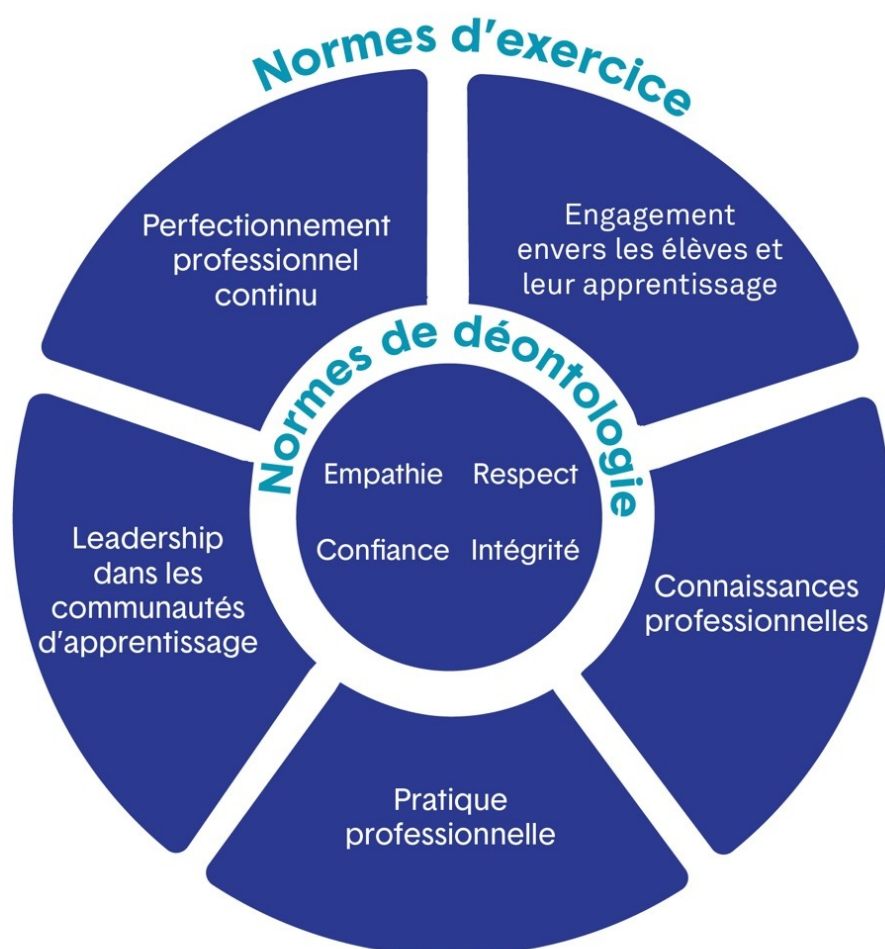 Normes d'exercice
Perfectionnement
professionnel
continu
Engagement
envers les élèves et
leur apprentissage
Normes de déontologie
Empathie Respect
Confiance Intégrité
Leadership
dans les
communautés
d'apprentissage
Connaissances
professionnelles
Pratique
professionnelle